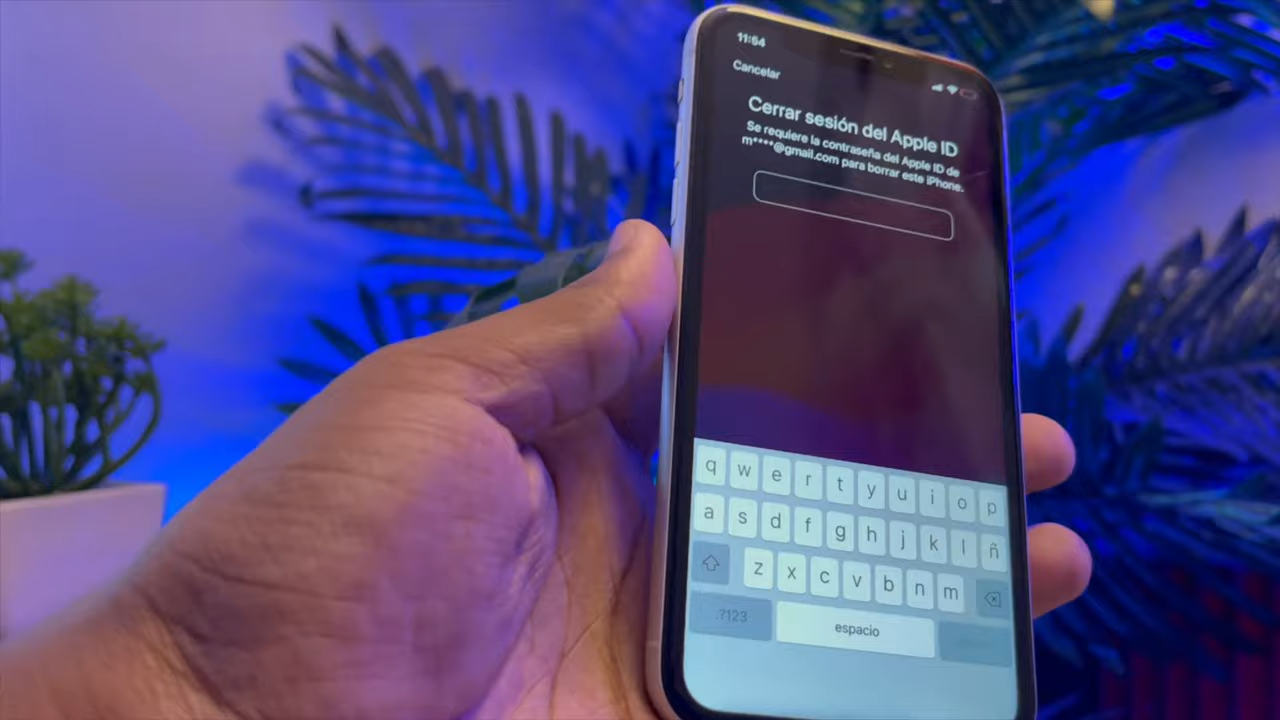 11:54
Cancelar
Cerrar sesión del Apple ID
Se requiere la contraseña del Apple ID de
m****@gmail.com para borrar este iPhone.
q w e r t y u i o p
a s d f g h j k l ñ
z x c v b n m
.?123 espacio